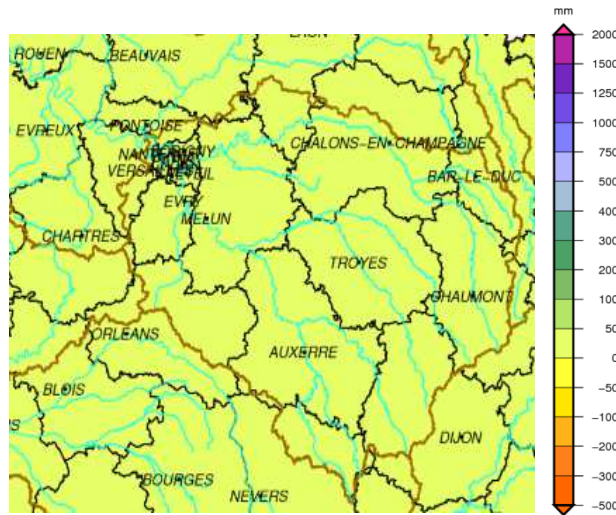 mm
2000
1500
1250
1000
750
500
400
300
200
100
50
0
-50
-100
-200
-300
-500
ROUEN
BEAUVAIS
LAON
EVREUX
PONTOISE
CHALONS-EN-CHAMPAGNE
BAR-LE-DUC
EVRY
MELUN
CHARTRES
TROYES
CHAUMONT
ORLEANS
AUXERRE
BLOIS
DIJON
BOURGES
NEVERS